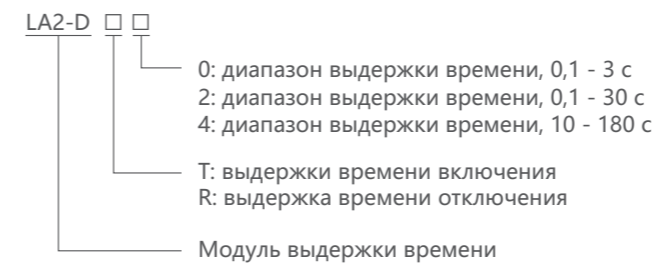 LA2-D □ □
0: диапазон выдержки времени, 0,1 - 3 с
2: диапазон выдержки времени, 0,1 - 30 с
4: диапазон выдержки времени, 10 - 180 с
T: выдержки времени включения
R: выдержка времени отключения
Модуль выдержки времени